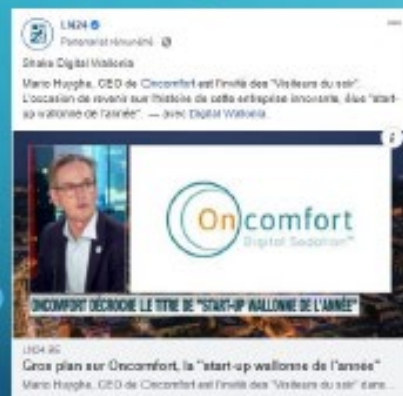 LN24
Partenariat rémunéré
Shake Digital Wallonia
Mario Huyghe, CEO de Oncomfort est l'invité des "Visiteurs du soir".
L'occasion de revenir sur l'histoire de cette entreprise innovante, élue "start-
up wallonne de l'année". — avec Digital Wallonia.
Oncomfort
Digital Sedation™
ONCOMFORT DÉCROCHE LE TITRE DE "START-UP WALLONNE DE L'ANNÉE"
LN24.BE
Gros plan sur Oncomfort, la "start-up wallonne de l'année"
Mario Huyghe, CEO de Oncomfort est l'invité des "Visiteurs du soir" dans...